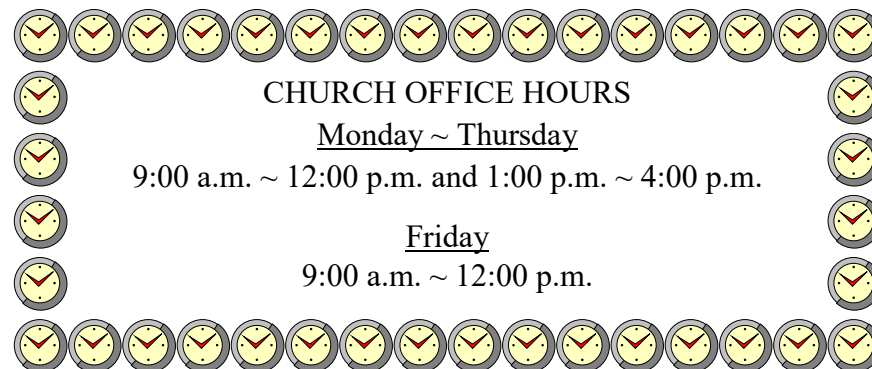 CHURCH OFFICE HOURS
Monday ~ Thursday
9:00 a.m. ~ 12:00 p.m. and 1:00 p.m. ~ 4:00 p.m.
Friday
9:00 a.m. ~ 12:00 p.m.